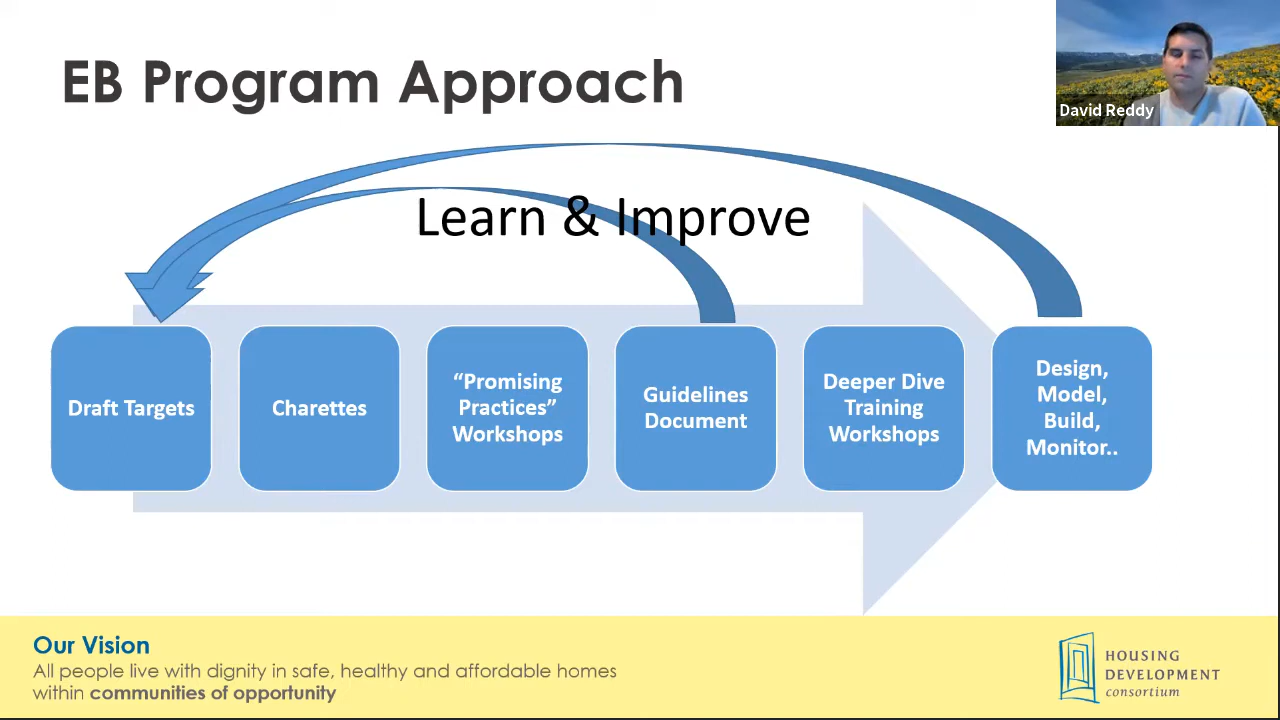 EB Program Approach
David Reddy
Learn & Improve
Draft Targets
Charettes
“Promising
Practices”
Workshops
Guidelines
Document
Deeper Dive
Training
Workshops
Design,
Model,
Build,
Monitor..
Our Vision
All people live with dignity in safe, healthy and affordable homes
within communities of opportunity
HOUSING
DEVELOPMENT
consortium